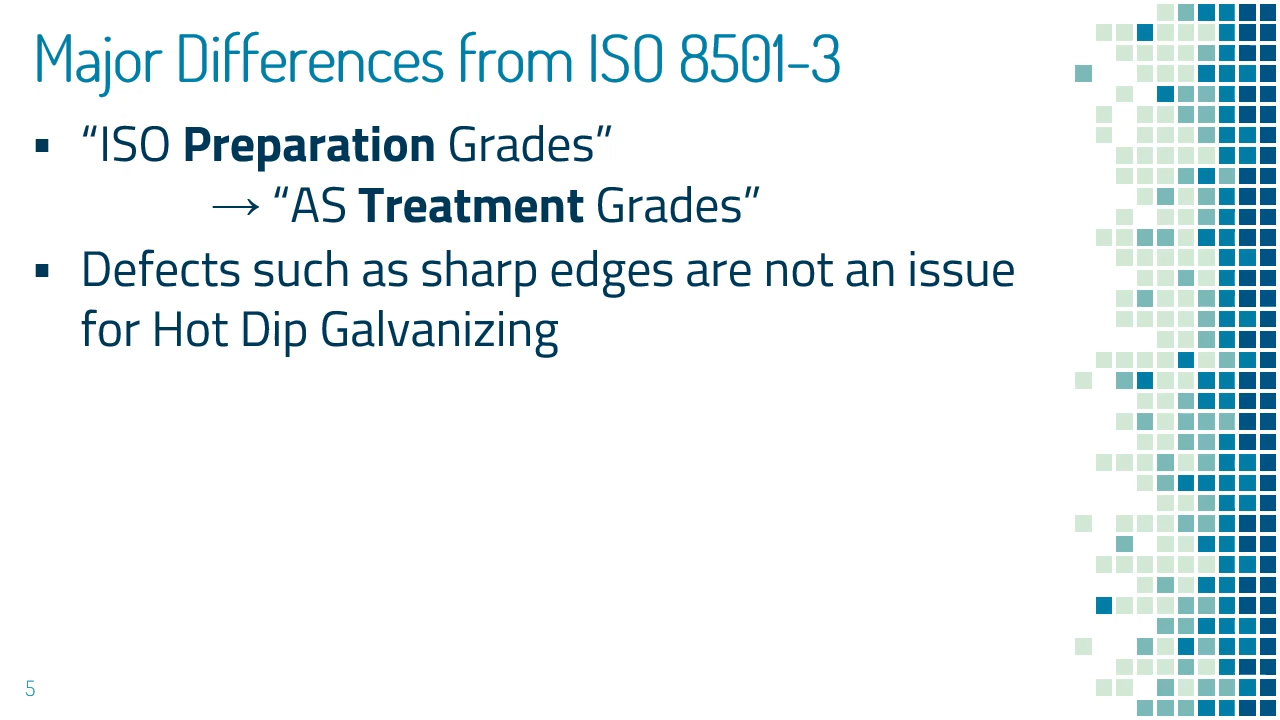 Major Differences from ISO 8501-3
▪ “ISO Preparation Grades”
→ “AS Treatment Grades”
▪ Defects such as sharp edges are not an issue
for Hot Dip Galvanizing
5